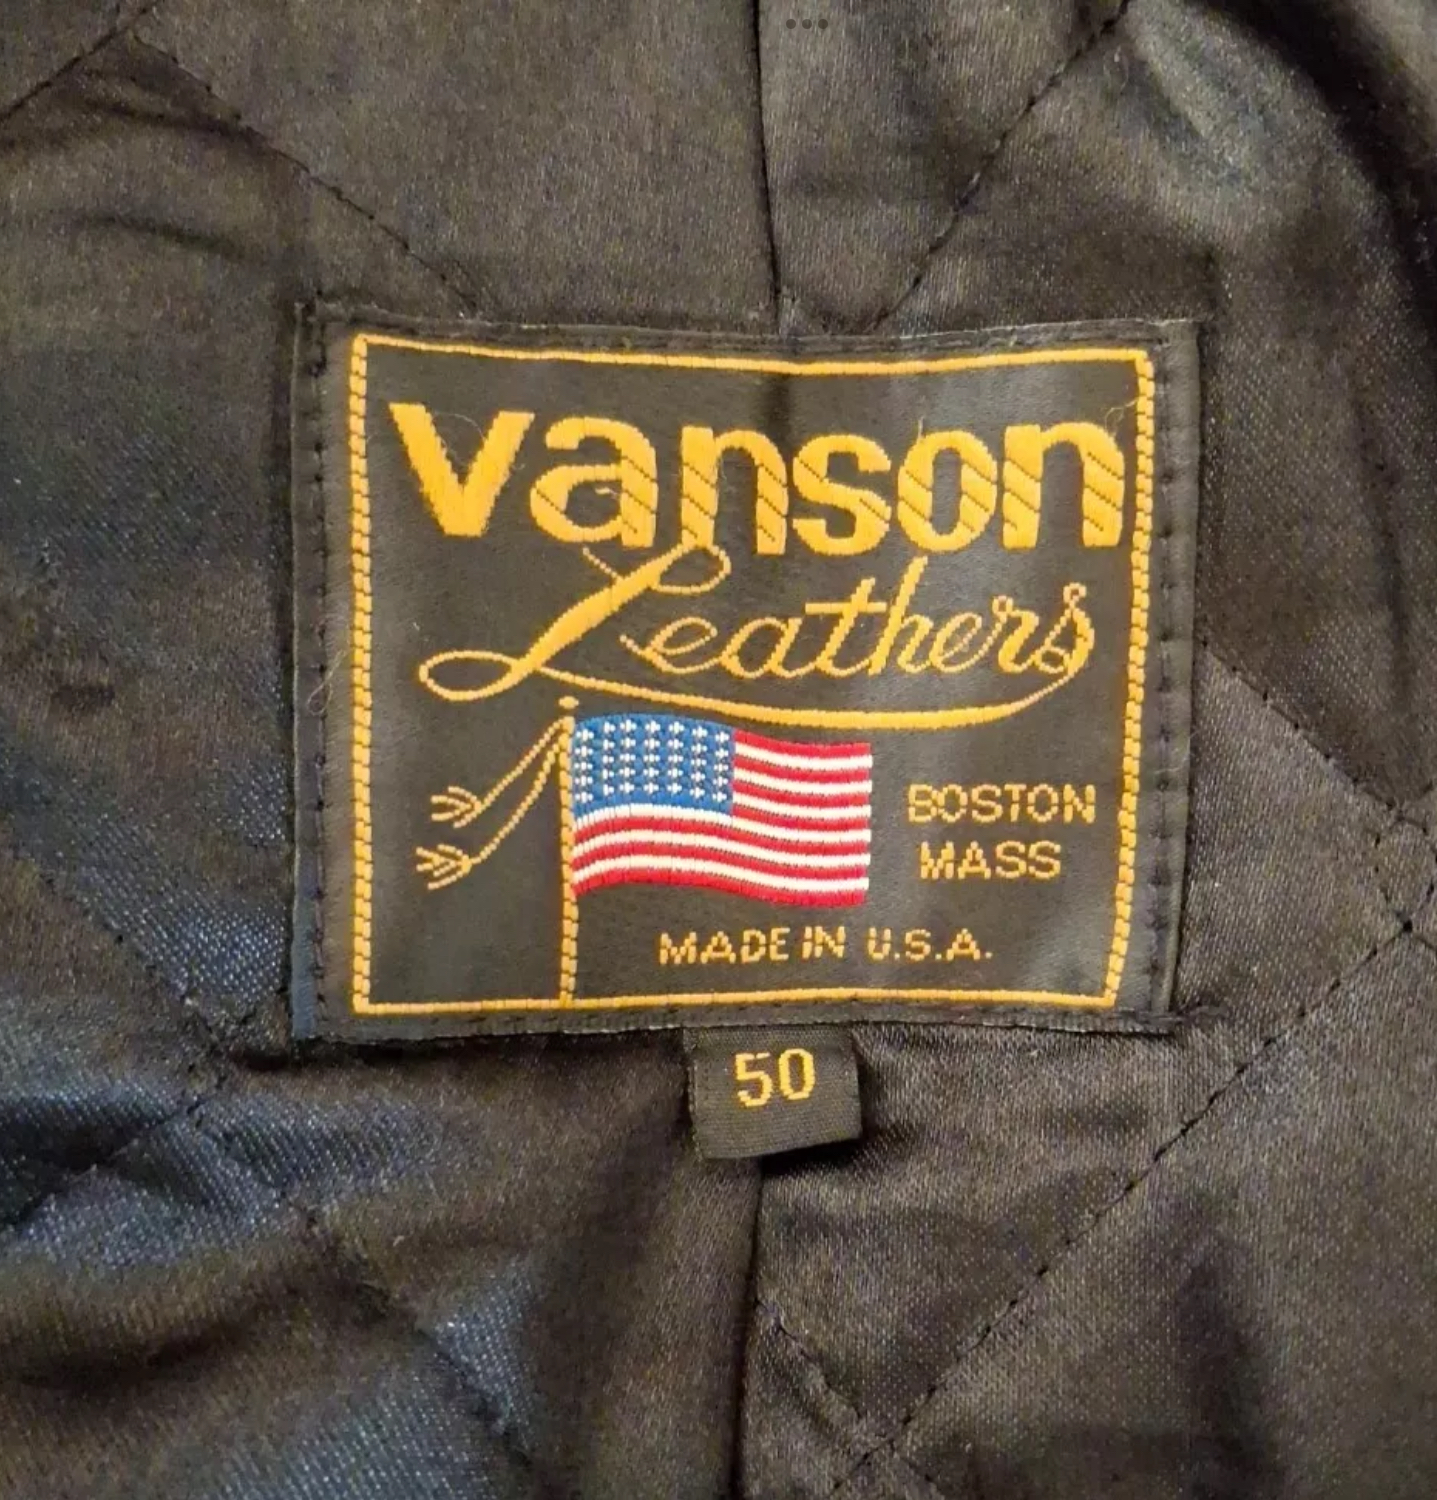 vanson
Leathers
BOSTON
MASS
MADE IN U.S.A.
50